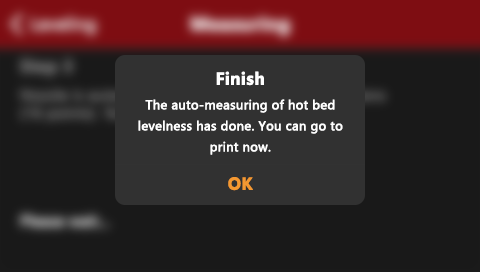 Leveling
Measuring
Step 3
Finish
The auto-measuring of hot bed
levelness has done. You can go to
print now.
OK
Please wait...